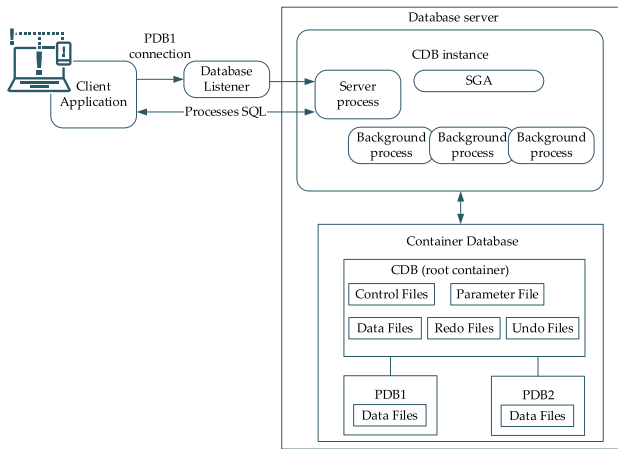 Database server
PDB1
connection
CDB instance
Client
Application
Database
Listener
Server
process
SGA
Processes SQL
Background
process
Background
process
Background
process
Container Database
CDB (root container)
Control Files
Parameter File
Data Files
Redo Files
Undo Files
PDB1
Data Files
PDB2
Data Files